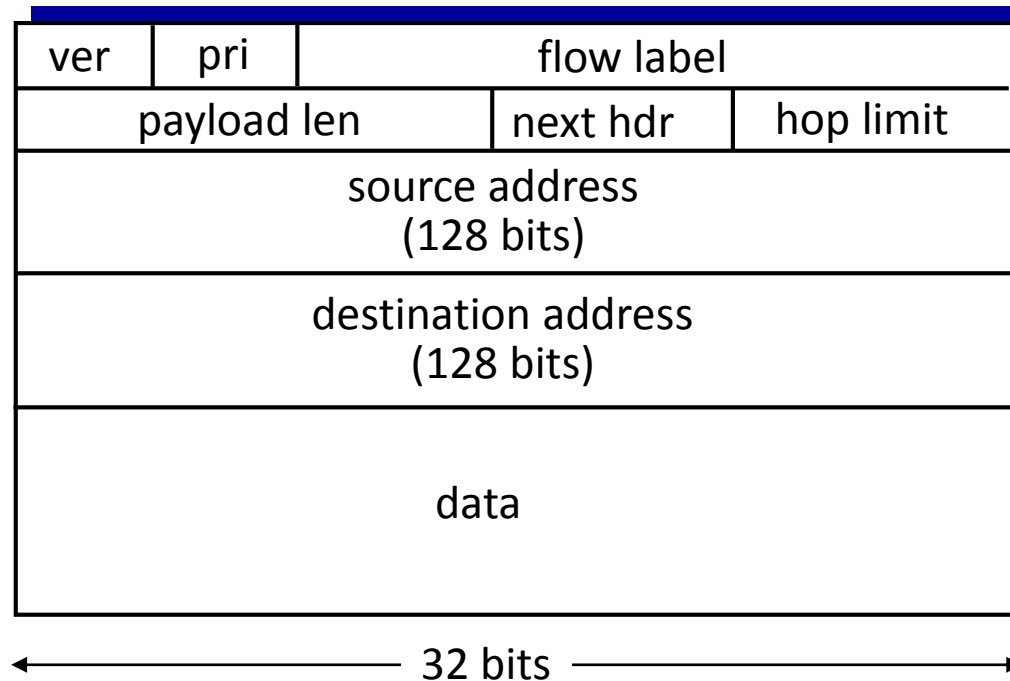 ver pri flow label
payload len next hdr hop limit
source address
(128 bits)
destination address
(128 bits)
data
32 bits